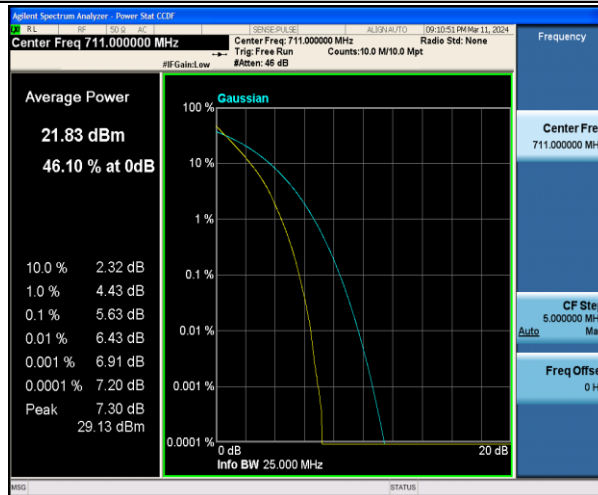 Agilent Spectrum Analyzer - Power Stat CCDF
RL RF 50 Ω AC SENSE:PULSE ALIGNAUTO 09:10:51 PM Mar 11, 2024
Center Freq 711.000000 MHz
Center Freq: 711.000000 MHz Radio Std: None
Trig: Free Run Counts:10.0 M/10.0 Mpt
#IFGain:Low #Atten: 46 dB
Frequency
Average Power
21.83 dBm
46.10 % at 0dB
10.0 % 2.32 dB
1.0 % 4.43 dB
0.1 % 5.63 dB
0.01 % 6.43 dB
0.001 % 6.91 dB
0.0001 % 7.20 dB
Peak 7.30 dB
29.13 dBm
Gaussian
100 %
10 %
1 %
0.1 %
0.01 %
0.001 %
0.0001 %
0 dB 20 dB
Info BW 25.000 MHz
Center Fre
711.000000 MH
CF Ste
5.000000 MH
Auto Ma
Freq Offse
0 H
MSG STATUS